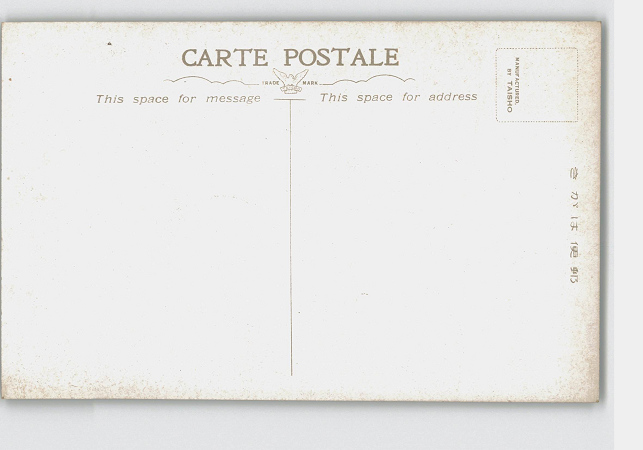 CARTE POSTALE
TRADE MARK
This space for message
This space for address
MANUFACTURED.
BY TAISHO
きがは便郵